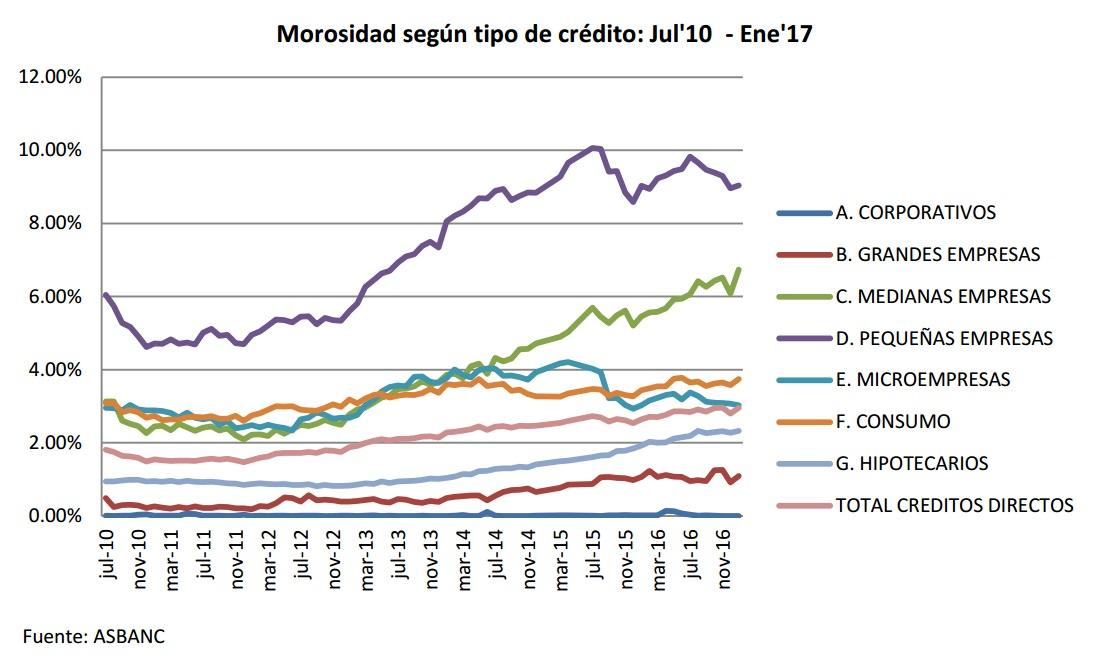 Morosidad según tipo de crédito: Jul'10 - Ene'17
12.00%
10.00%
8.00%
6.00%
4.00%
2.00%
0.00%
jul-10
nov-10
mar-11
jul-11
nov-11
mar-12
jul-12
nov-12
mar-13
jul-13
nov-13
mar-14
jul-14
nov-14
mar-15
jul-15
nov-15
mar-16
jul-16
nov-16
A. CORPORATIVOS
B. GRANDES EMPRESAS
C. MEDIANAS EMPRESAS
D. PEQUEÑAS EMPRESAS
E. MICROEMPRESAS
F. CONSUMO
G. HIPOTECARIOS
TOTAL CREDITOS DIRECTOS
Fuente: ASBANC